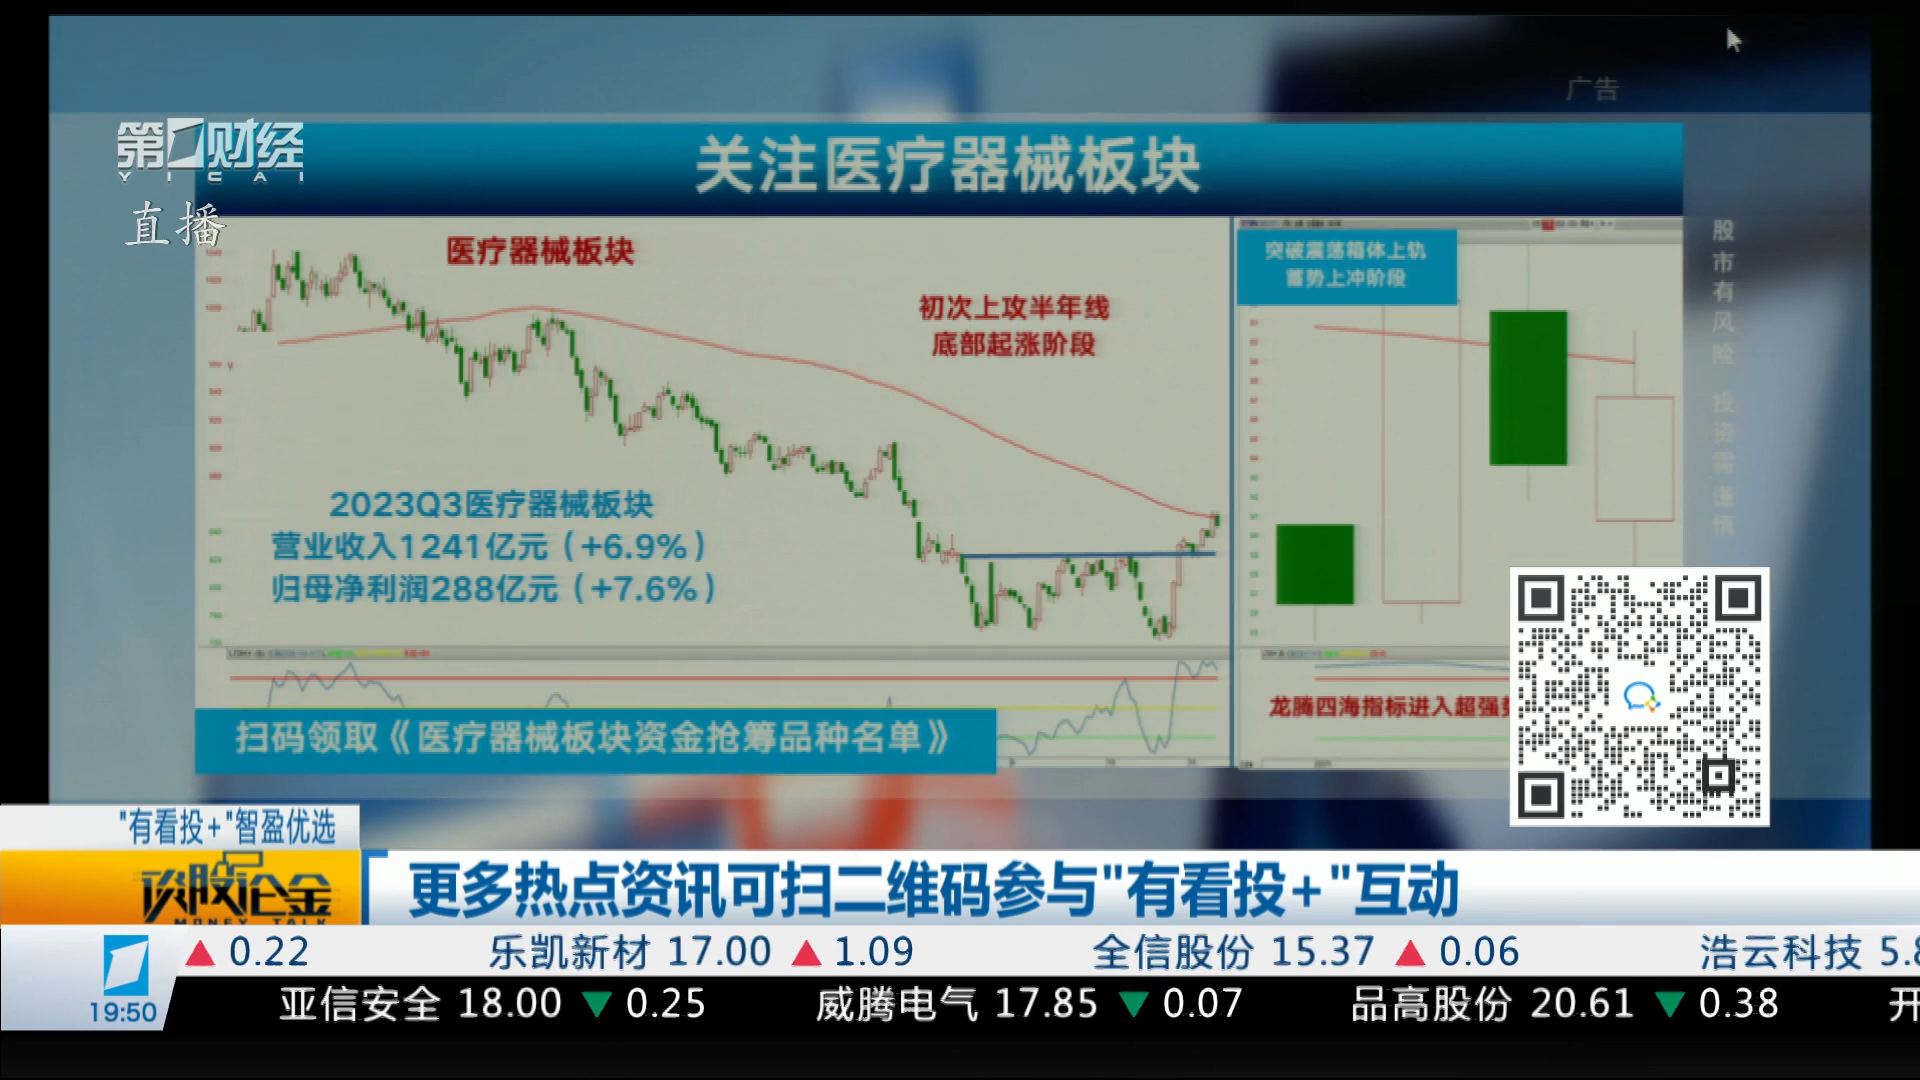 广告
第一财经
YICAI
直播
关注医疗器械板块
股市有风险 投资需谨慎
医疗器械板块
初次上攻半年线
底部起涨阶段
突破震荡箱体上轨
蓄势上冲阶段
2023Q3医疗器械板块
营业收入1241亿元（+6.9%）
归母净利润288亿元（+7.6%）
龙腾四海指标进入超强势
扫码领取《医疗器械板块资金抢筹品种名单》
"有看投+"智盈优选
谈股论金
MONEY TALK
更多热点资讯可扫二维码参与"有看投+"互动
▲ 0.22 乐凯新材 17.00 ▲ 1.09 全信股份 15.37 ▲ 0.06 浩云科技 5.8
19:50
亚信安全 18.00 ▼ 0.25 威腾电气 17.85 ▼ 0.07 品高股份 20.61 ▼ 0.38 开